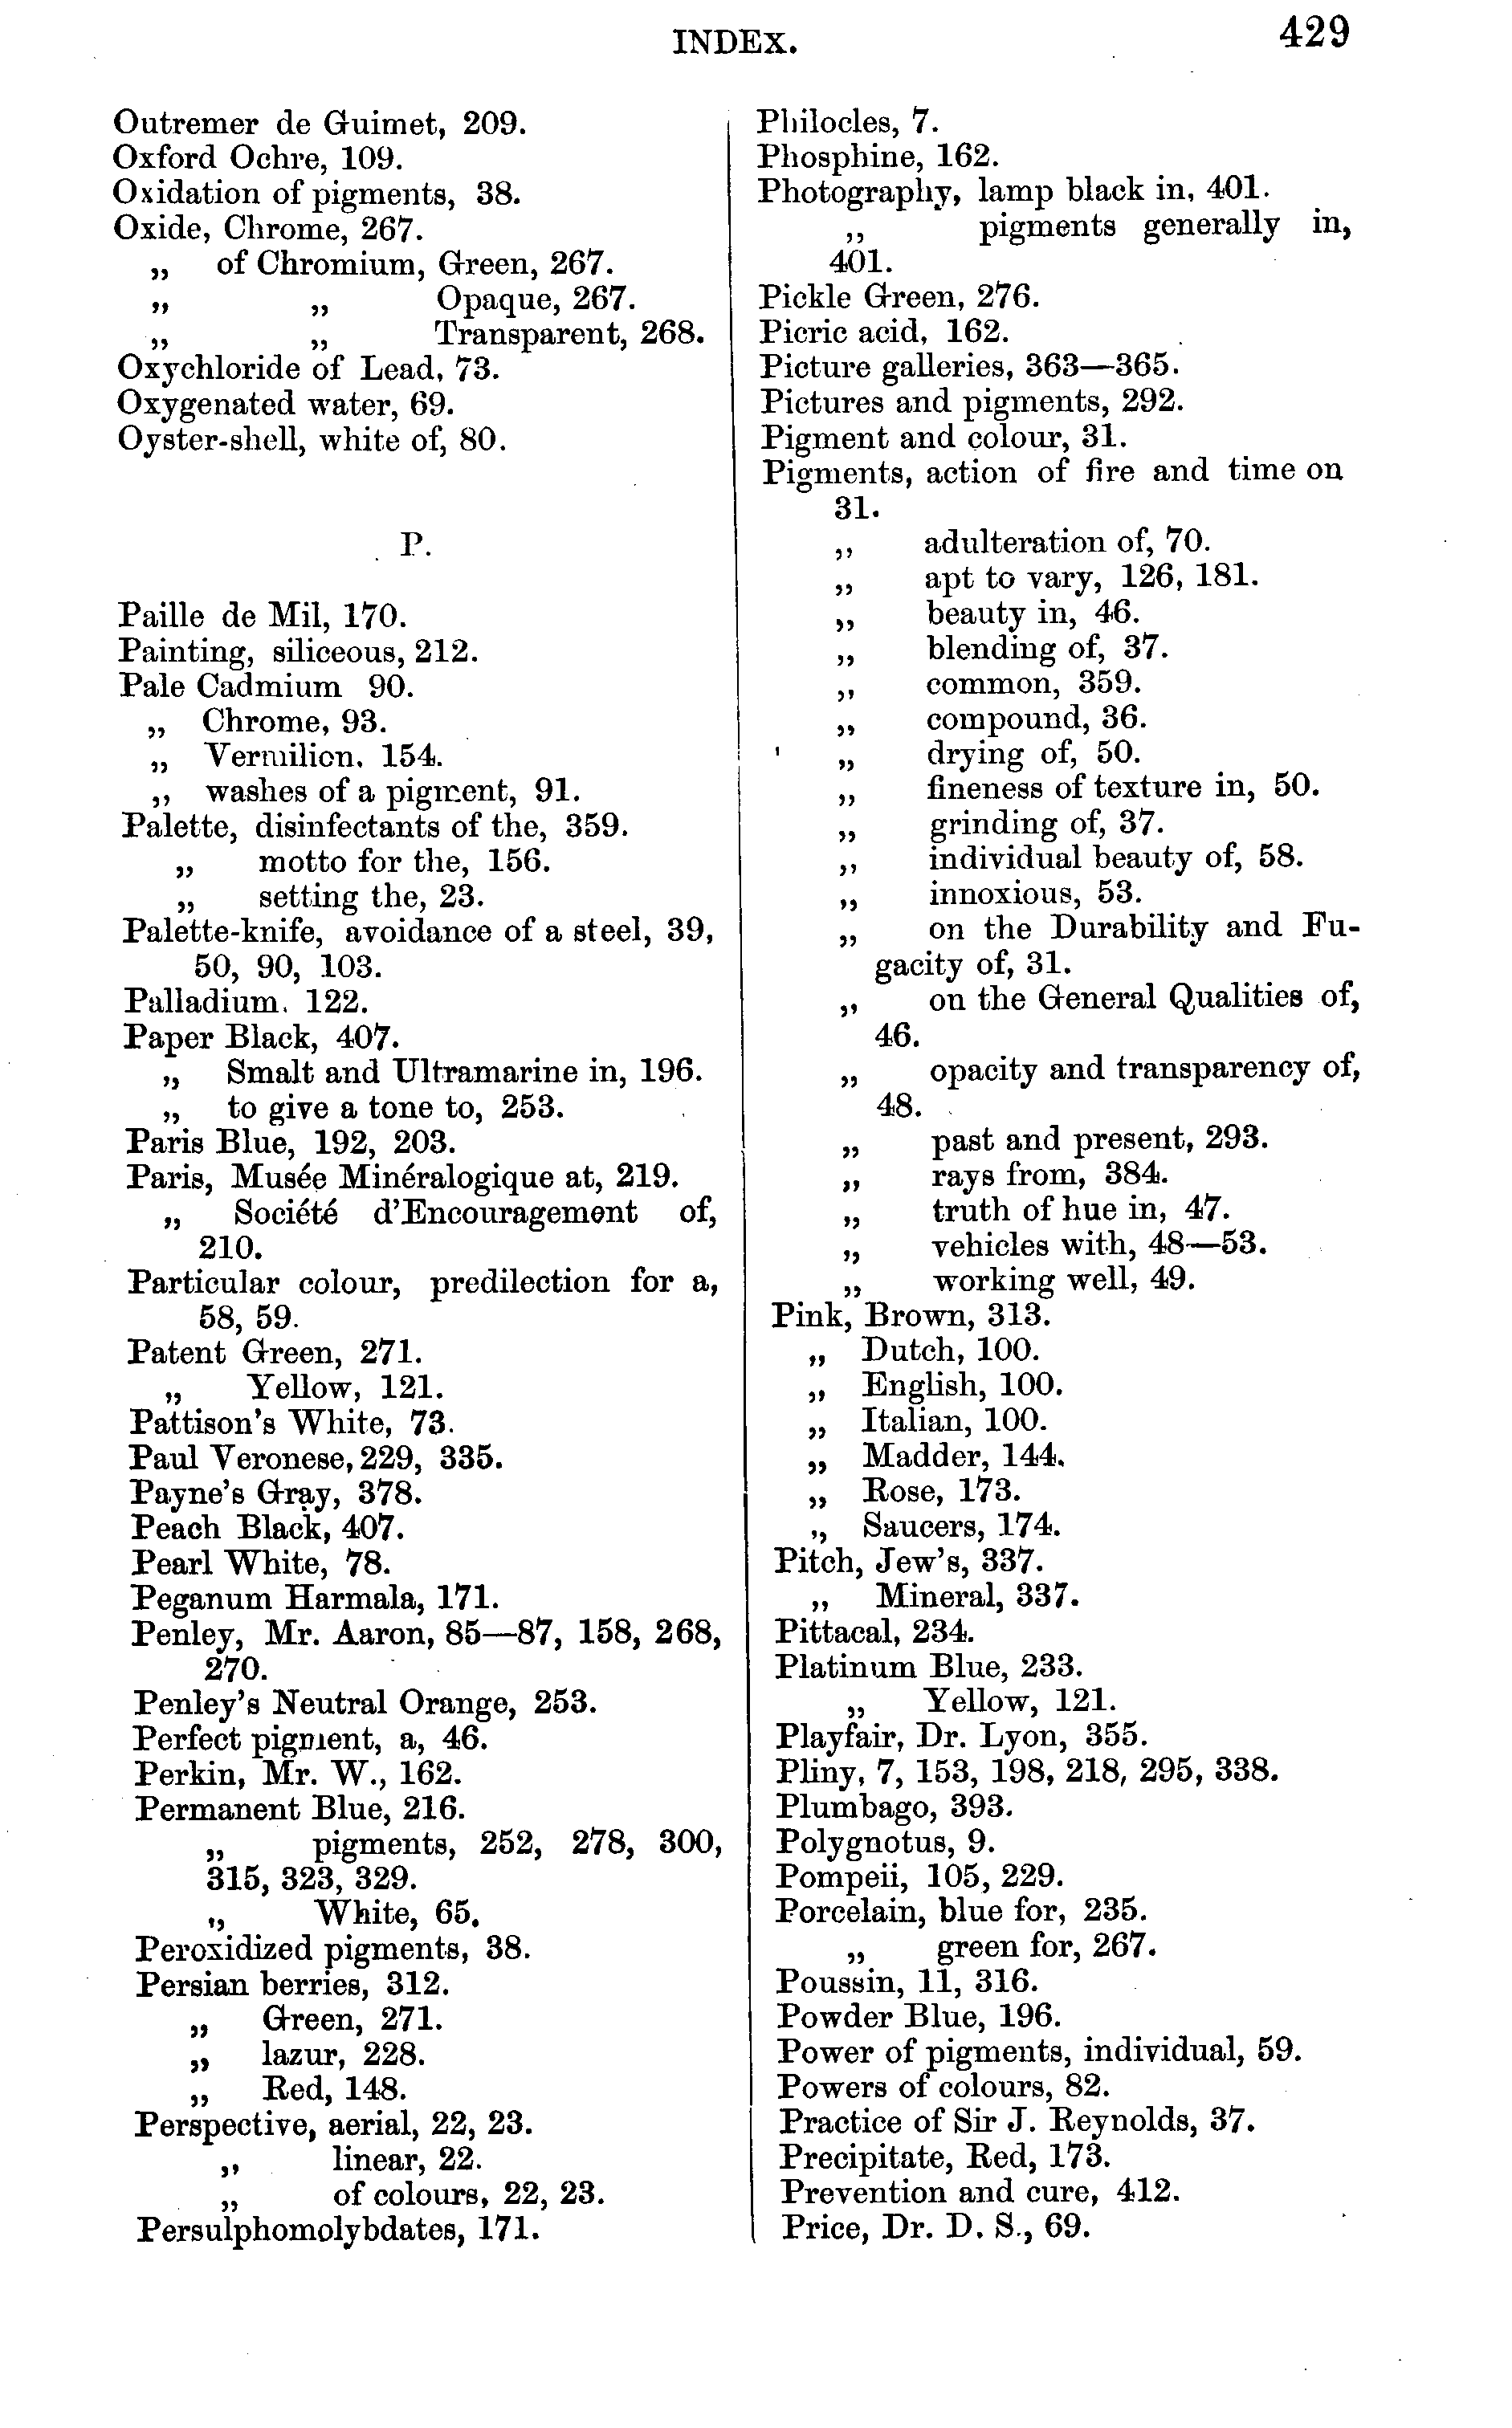 INDEX.
429
Outremer de Guimet, 209.
Oxford Ochre, 109.
Oxidation of pigments, 38.
Oxide, Chrome, 267.
„ of Chromium, Green, 267.
„ „ Opaque, 267.
„ „ Transparent, 268.
Oxychloride of Lead, 73.
Oxygenated water, 69.
Oyster-shell, white of, 80.
P.
Paille de Mil, 170.
Painting, siliceous, 212.
Pale Cadmium 90.
„ Chrome, 93.
„ Vermilion. 154.
„ washes of a pigment, 91.
Palette, disinfectants of the, 359.
„ motto for the, 156.
„ setting the, 23.
Palette-knife, avoidance of a steel, 39,
50, 90, 103.
Palladium. 122.
Paper Black, 407.
„ Smalt and Ultramarine in, 196.
„ to give a tone to, 253.
Paris Blue, 192, 203.
Paris, Musée Minéralogique at, 219.
„ Société d'Encouragement of,
210.
Particular colour, predilection for a,
58, 59.
Patent Green, 271.
„ Yellow, 121.
Pattison's White, 73.
Paul Veronese, 229, 335.
Payne's Gray, 378.
Peach Black, 407.
Pearl White, 78.
Peganum Harmala, 171.
Penley, Mr. Aaron, 85—87, 158, 268,
270.
Penley's Neutral Orange, 253.
Perfect pigment, a, 46.
Perkin, Mr. W., 162.
Permanent Blue, 216.
„ pigments, 252, 278, 300,
315, 323, 329.
„ White, 65.
Peroxidized pigments, 38.
Persian berries, 312.
„ Green, 271.
„ lazur, 228.
„ Red, 148.
Perspective, aerial, 22, 23.
„ linear, 22.
„ of colours, 22, 23.
Persulphomolybdates, 171.
Philocles, 7.
Phosphine, 162.
Photography, lamp black in, 401.
„ pigments generally in,
401.
Pickle Green, 276.
Picric acid, 162.
Picture galleries, 363—365.
Pictures and pigments, 292.
Pigment and colour, 31.
Pigments, action of fire and time on
31.
„ adulteration of, 70.
„ apt to vary, 126, 181.
„ beauty in, 46.
„ blending of, 37.
„ common, 359.
„ compound, 36.
„ drying of, 50.
„ fineness of texture in, 50.
„ grinding of, 37.
„ individual beauty of, 58.
„ innoxious, 53.
„ on the Durability and Fu-
gacity of, 31.
„ on the General Qualities of,
46.
„ opacity and transparency of,
48.
„ past and present, 293.
„ rays from, 384.
„ truth of hue in, 47.
„ vehicles with, 48—53.
„ working well, 49.
Pink, Brown, 313.
„ Dutch, 100.
„ English, 100.
„ Italian, 100.
„ Madder, 144.
„ Rose, 173.
„ Saucers, 174.
Pitch, Jew's, 337.
„ Mineral, 337.
Pittacal, 234.
Platinum Blue, 233.
„ Yellow, 121.
Playfair, Dr. Lyon, 355.
Pliny, 7, 153, 198, 218, 295, 338.
Plumbago, 393.
Polygnotus, 9.
Pompeii, 105, 229.
Porcelain, blue for, 235.
„ green for, 267.
Poussin, 11, 316.
Powder Blue, 196.
Power of pigments, individual, 59.
Powers of colours, 82.
Practice of Sir J. Reynolds, 37.
Precipitate, Red, 173.
Prevention and cure, 412.
Price, Dr. D. S., 69.